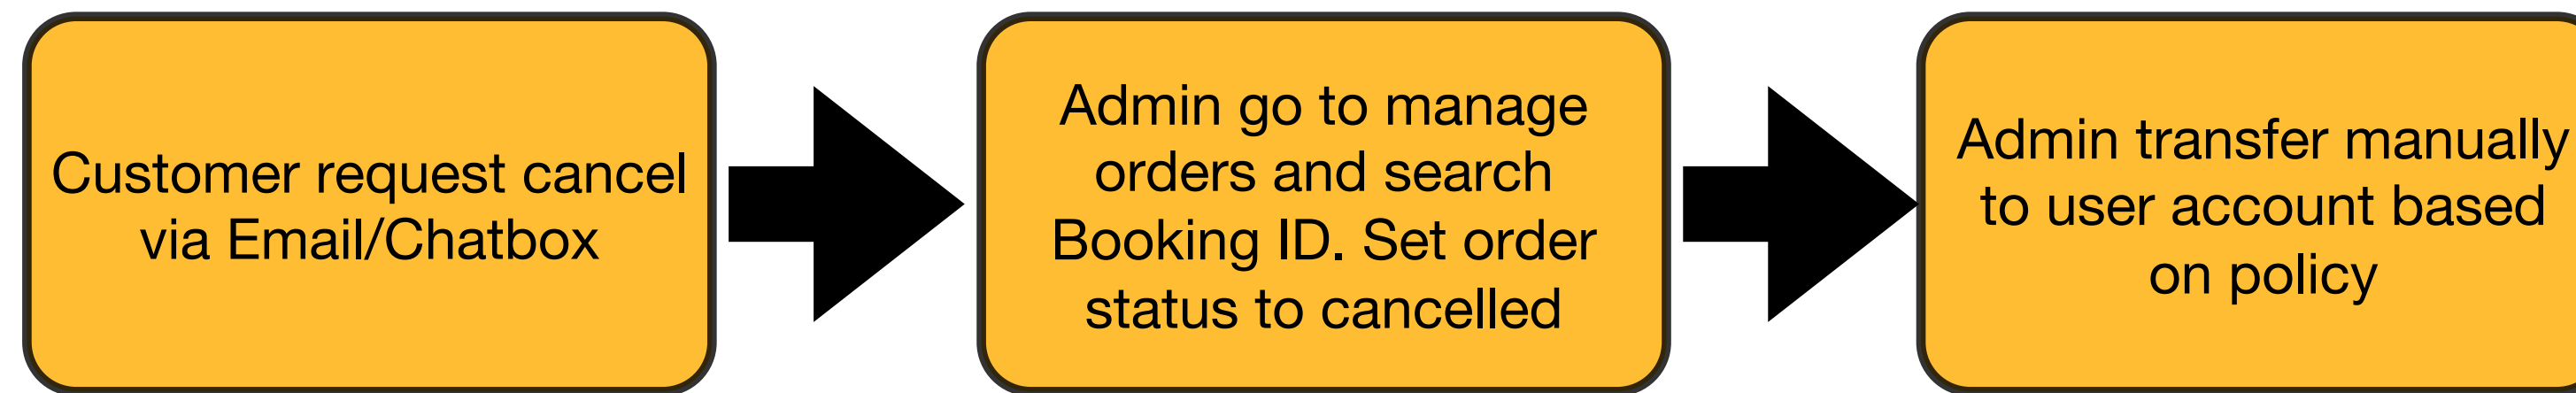 Customer request cancel
via Email/Chatbox
Admin go to manage
orders and search
Booking ID. Set order
status to cancelled
Admin transfer manually
to user account based
on policy